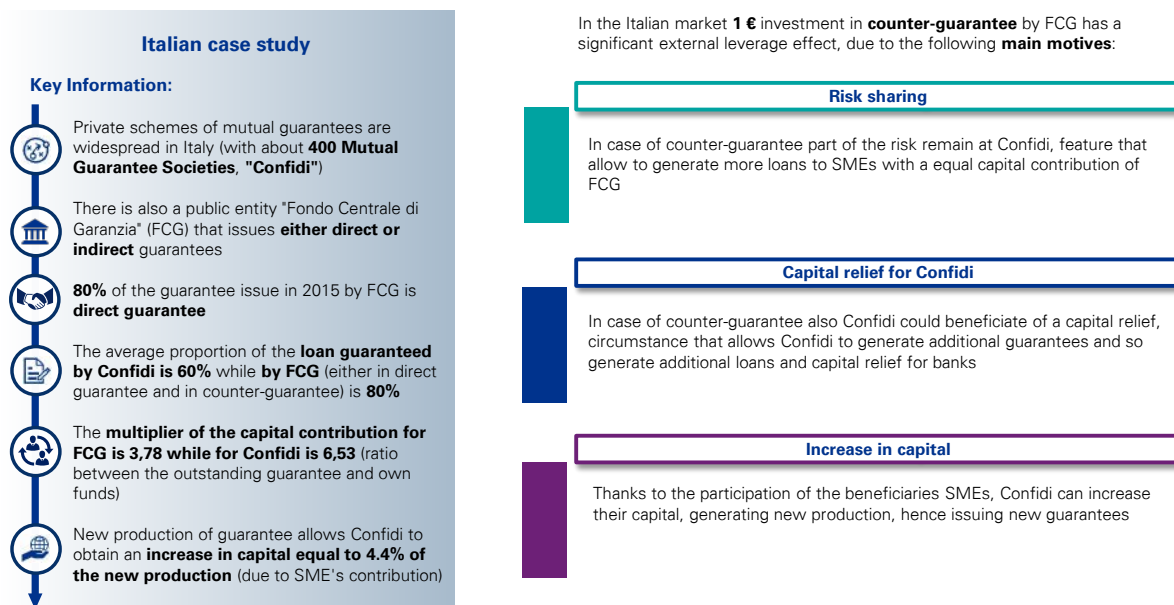 Italian case study
Key Information:
Private schemes of mutual guarantees are
widespread in Italy (with about 400 Mutual
Guarantee Societies, "Confidi")
There is also a public entity "Fondo Centrale di
Garanzia" (FCG) that issues either direct or
indirect guarantees
80% of the guarantee issue in 2015 by FCG is
direct guarantee
The average proportion of the loan guaranteed
by Confidi is 60% while by FCG (either in direct
guarantee and in counter-guarantee) is 80%
The multiplier of the capital contribution for
FCG is 3,78 while for Confidi is 6,53 (ratio
between the outstanding guarantee and own
funds)
New production of guarantee allows Confidi to
obtain an increase in capital equal to 4.4% of
the new production (due to SME's contribution)
In the Italian market 1 € investment in counter-guarantee by FCG has a
significant external leverage effect, due to the following main motives:
Risk sharing
In case of counter-guarantee part of the risk remain at Confidi, feature that
allow to generate more loans to SMEs with a equal capital contribution of
FCG
Capital relief for Confidi
In case of counter-guarantee also Confidi could beneficiate of a capital relief,
circumstance that allows Confidi to generate additional guarantees and so
generate additional loans and capital relief for banks
Increase in capital
Thanks to the participation of the beneficiaries SMEs, Confidi can increase
their capital, generating new production, hence issuing new guarantees